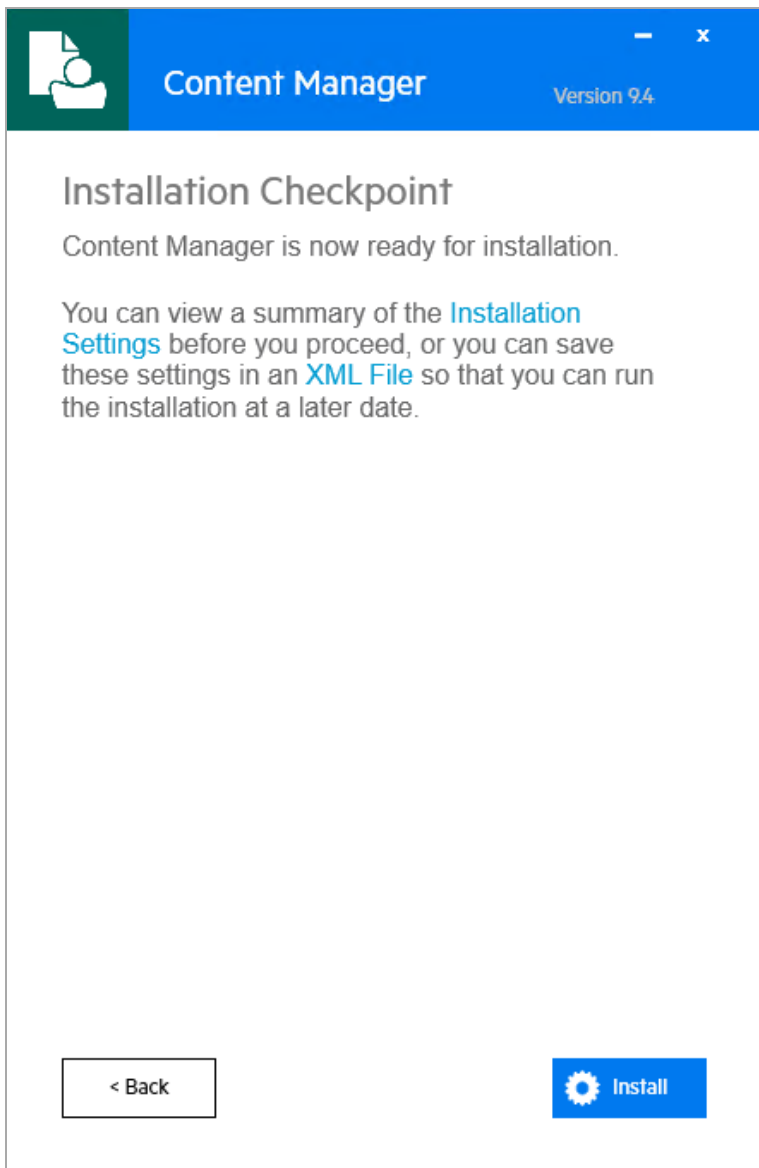 Content Manager
Version 9.4
Installation Checkpoint
Content Manager is now ready for installation.
You can view a summary of the Installation
Settings before you proceed, or you can save
these settings in an XML File so that you can run
the installation at a later date.
< Back
Install